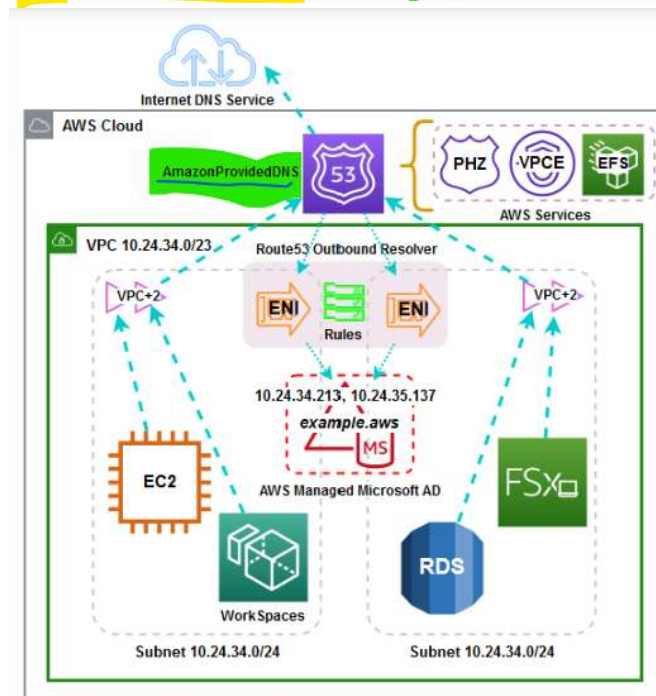 Internet DNS Service
AWS Cloud
AmazonProvidedDNS
53
PHZ
VPCE
EFS
AWS Services
VPC 10.24.34.0/23
Route53 Outbound Resolver
VPC+2
ENI
Rules
ENI
VPC+2
10.24.34.213, 10.24.35.137
example.aws
MS
AWS Managed Microsoft AD
EC2
FSx
WorkSpaces
RDS
Subnet 10.24.34.0/24
Subnet 10.24.34.0/24